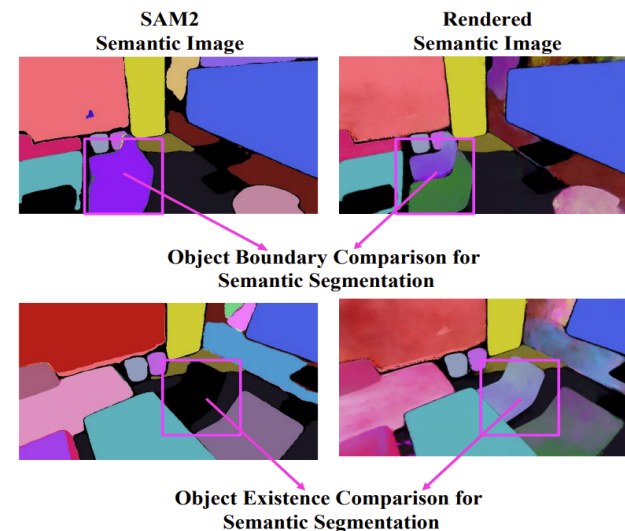 SAM2
Semantic Image
Rendered
Semantic Image
Object Boundary Comparison for
Semantic Segmentation
Object Existence Comparison for
Semantic Segmentation